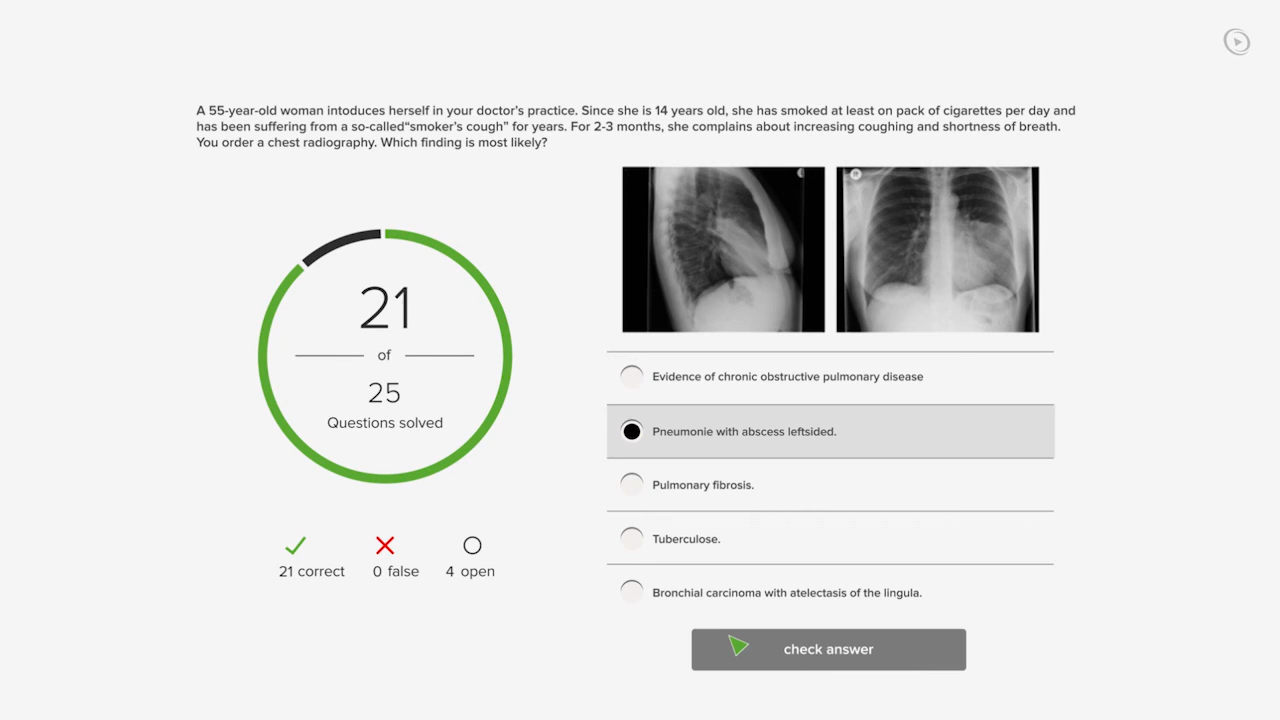 A 55-year-old woman intoduces herself in your doctor's practice. Since she is 14 years old, she has smoked at least on pack of cigarettes per day and
has been suffering from a so-called“smoker's cough” for years. For 2-3 months, she complains about increasing coughing and shortness of breath.
You order a chest radiography. Which finding is most likely?
21
of
25
Questions solved
21 correct
0 false
4 open
Evidence of chronic obstructive pulmonary disease
Pneumonie with abscess leftsided.
Pulmonary fibrosis.
Tuberculose.
Bronchial carcinoma with atelectasis of the lingula.
check answer